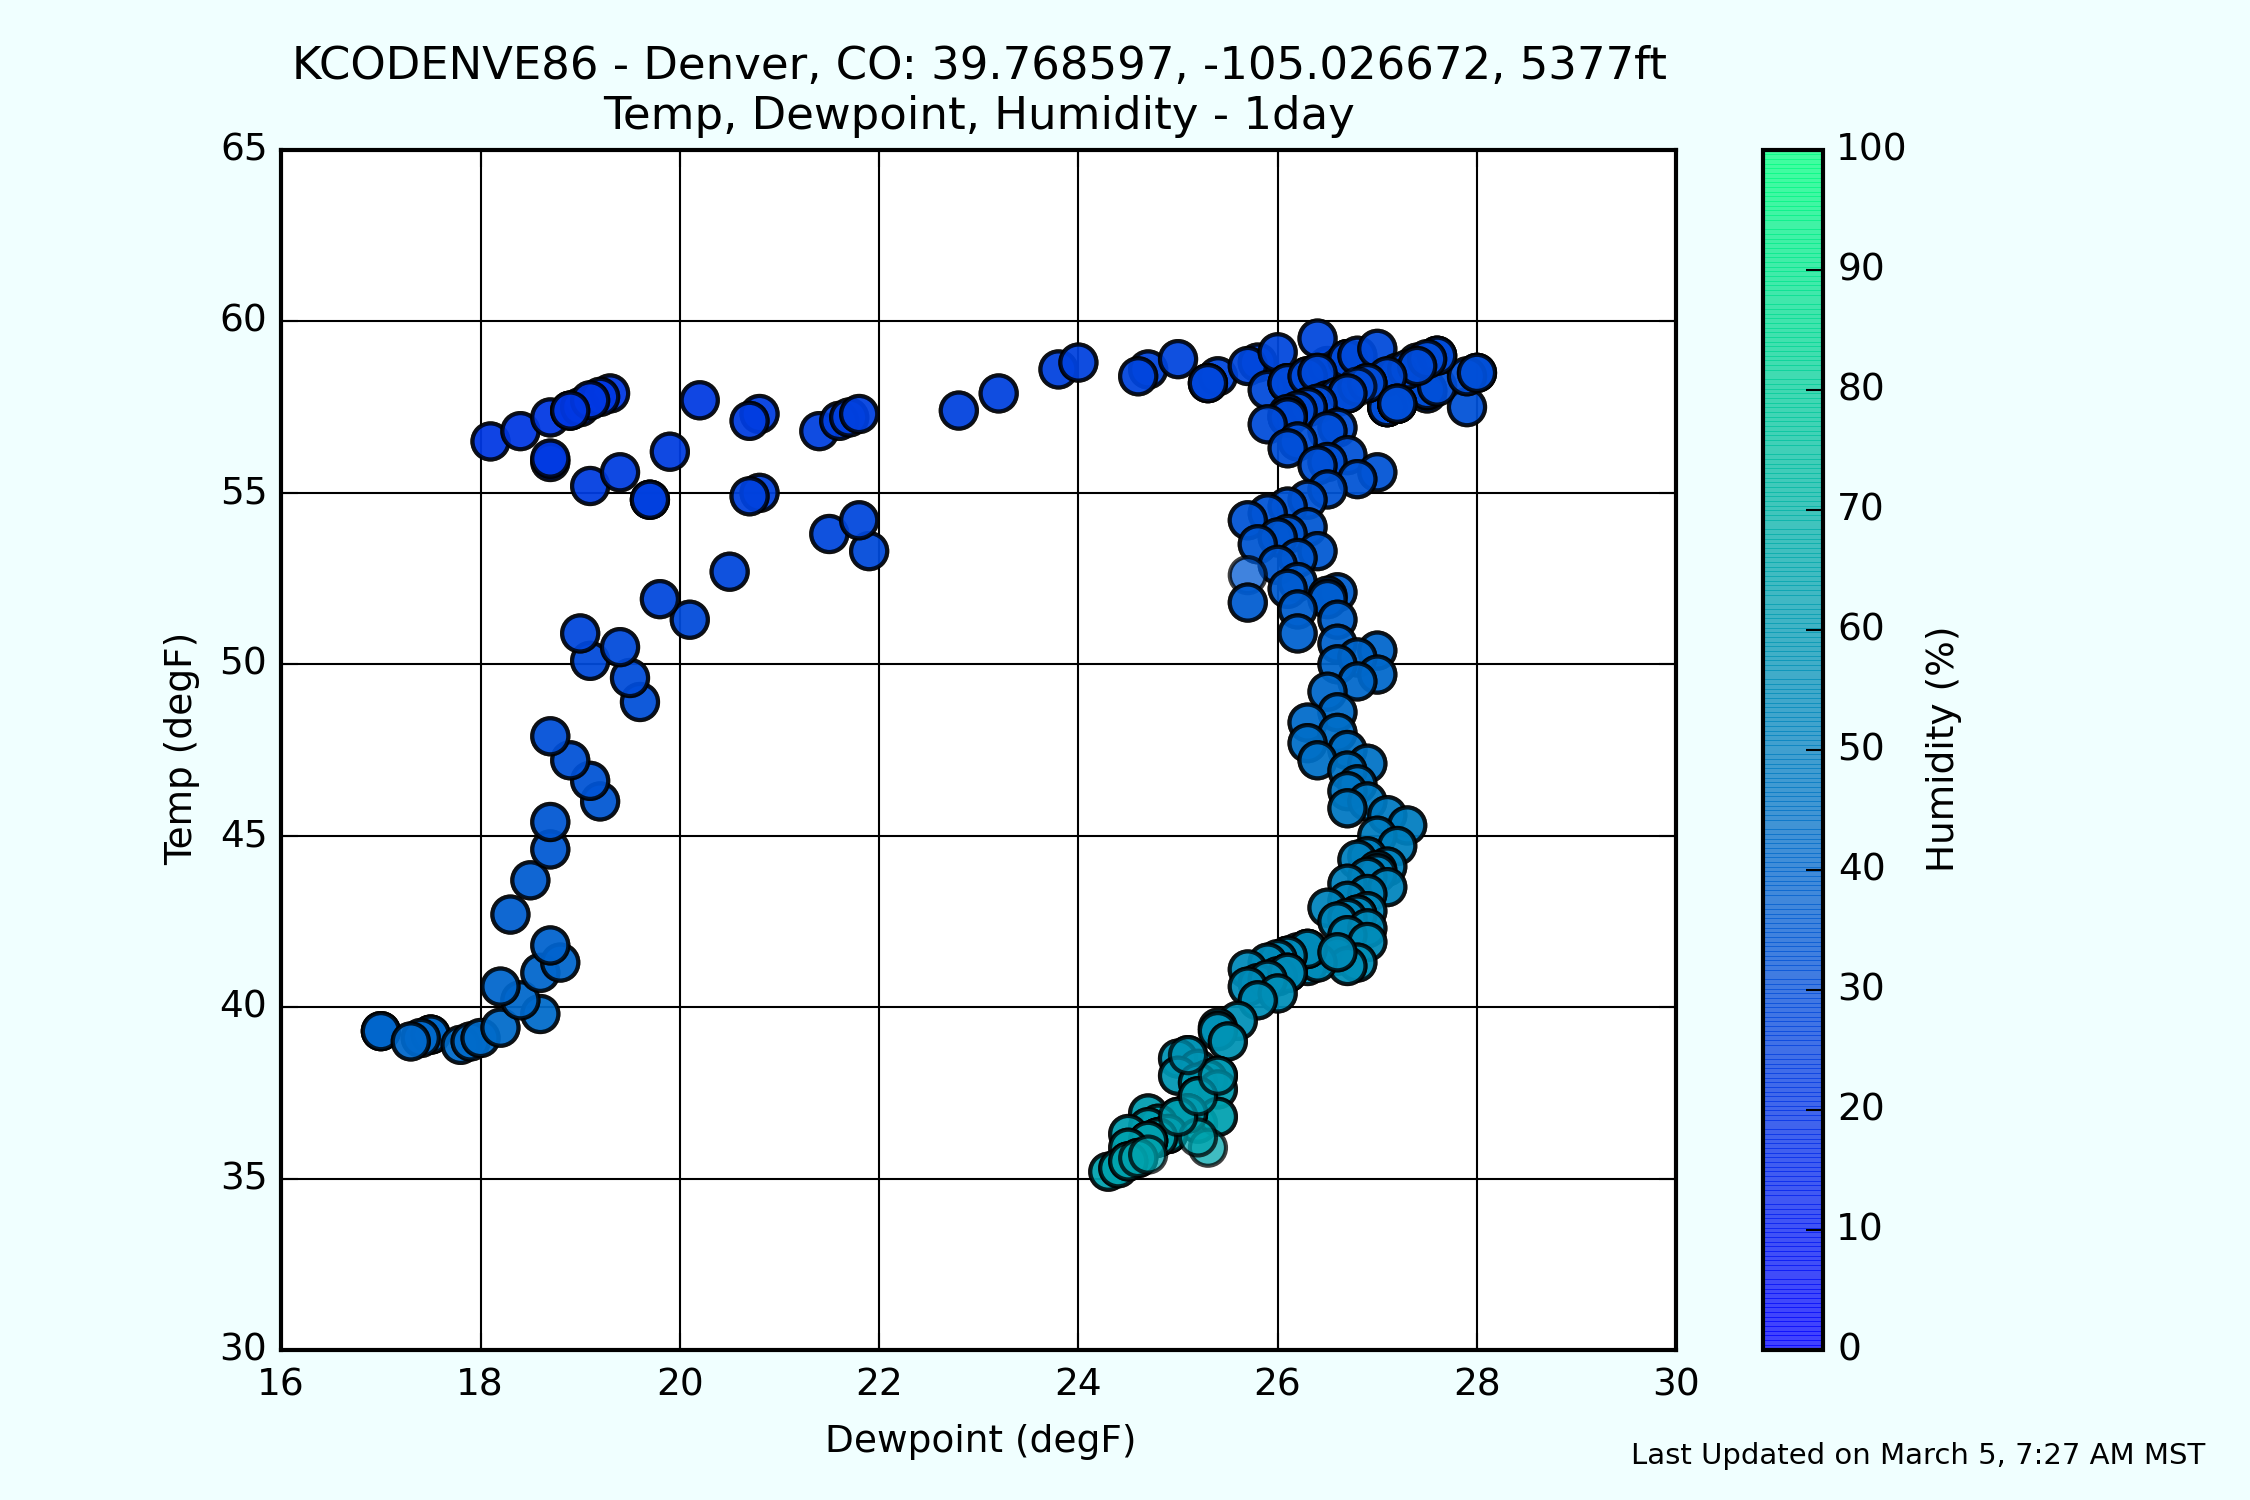 KCODENVE86 - Denver, CO: 39.768597, -105.026672, 5377ft
Temp, Dewpoint, Humidity - 1day
65
60
55
50
45
40
35
30
Temp (degF)
16 18 20 22 24 26 28 30
Dewpoint (degF)
100
90
80
70
60
50
40
30
20
10
0
Humidity (%)
Last Updated on March 5, 7:27 AM MST